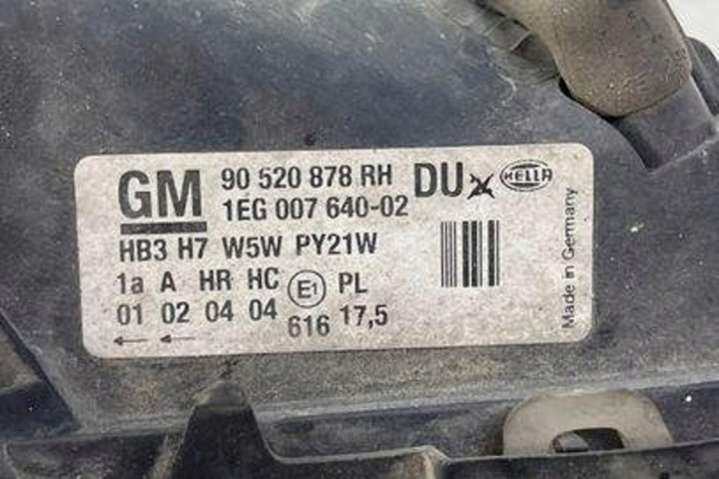 GM 90 520 878 RH DU HELLA
1EG 007 640-02
HB3 H7 W5W PY21W
1a A HR HC E1 PL
01 02 04 04 616 17,5
Made in Germany